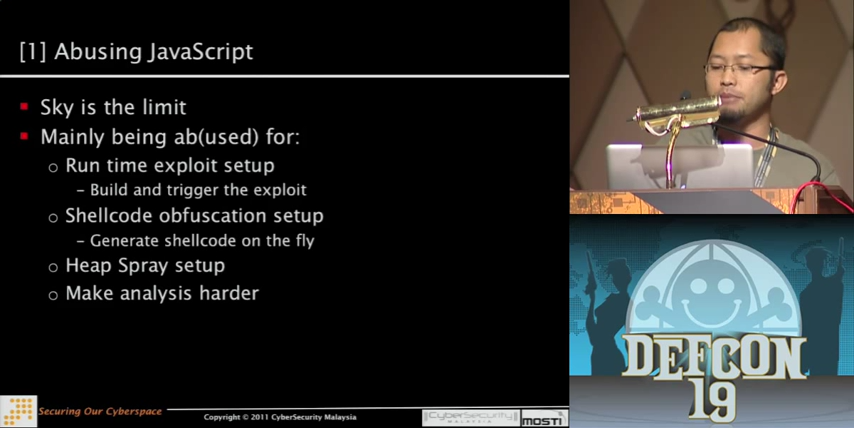 [1] Abusing JavaScript
Sky is the limit
Mainly being ab(used) for:
Run time exploit setup
– Build and trigger the exploit
Shellcode obfuscation setup
– Generate shellcode on the fly
Heap Spray setup
Make analysis harder
Securing Our Cyberspace
Copyright © 2011 CyberSecurity Malaysia
CyberSecurity
MALAYSIA
MOSTI
DEFCON
19